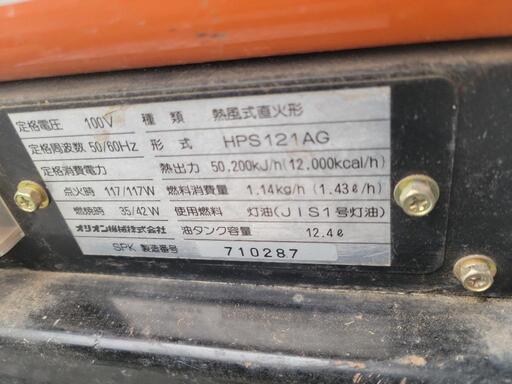 定格電圧 100V 種類 熱風式直火形
定格周波数 50/60Hz 形式 HPS121AG
定格消費電力 熱出力 50,200kJ/h (12,000kcal/h)
点火時 117/117W 燃料消費量 1.14kg/h (1.43ℓ/h)
燃焼時 35/42W 使用燃料 灯油(JIS1号灯油)
オリオン機械株式会社 油タンク容量 12.4ℓ
SPK 製造番号 710287